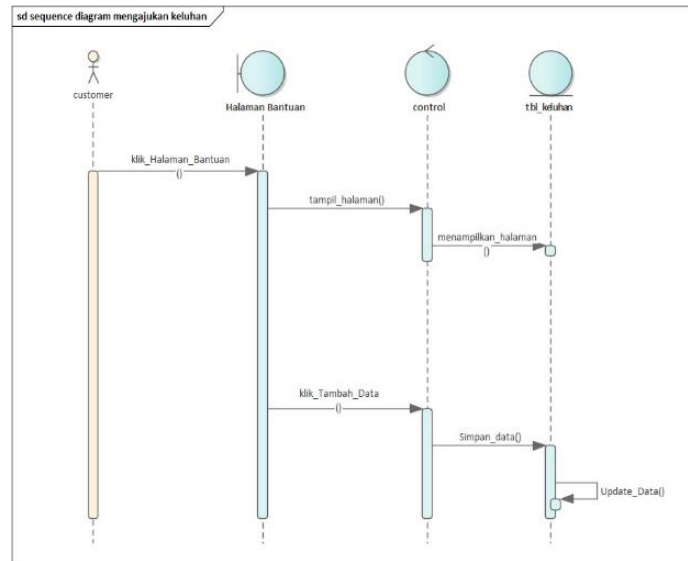 sd sequence diagram mengajukan keluhan
customer
Halaman Bantuan
control
tbl_keluhan
klik_Halaman_Bantuan
()
tampil_halaman()
menampilkan_halaman
()
klik_Tambah_Data
()
Simpan_data()
Update_Data()